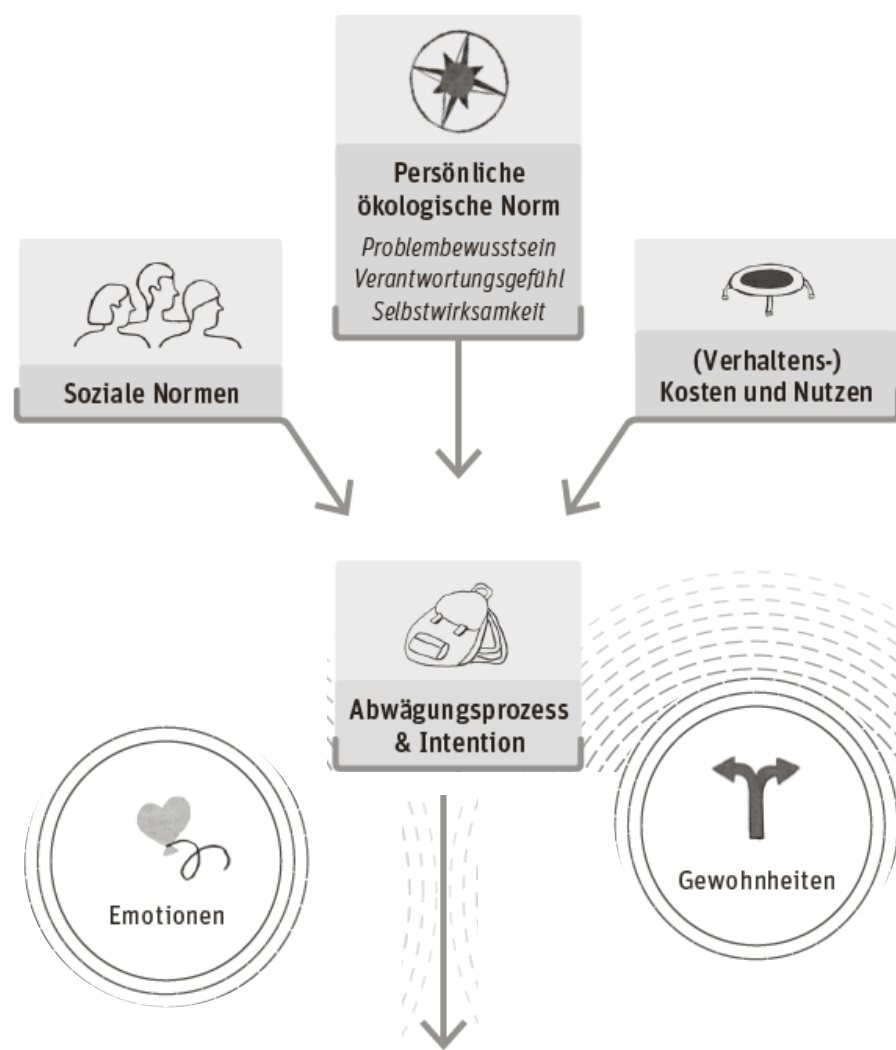 Persönliche
ökologische Norm
Problembewusstsein
Verantwortungsgefühl
Selbstwirksamkeit
Soziale Normen
(Verhaltens-)
Kosten und Nutzen
Abwägungsprozess
& Intention
Emotionen
Gewohnheiten